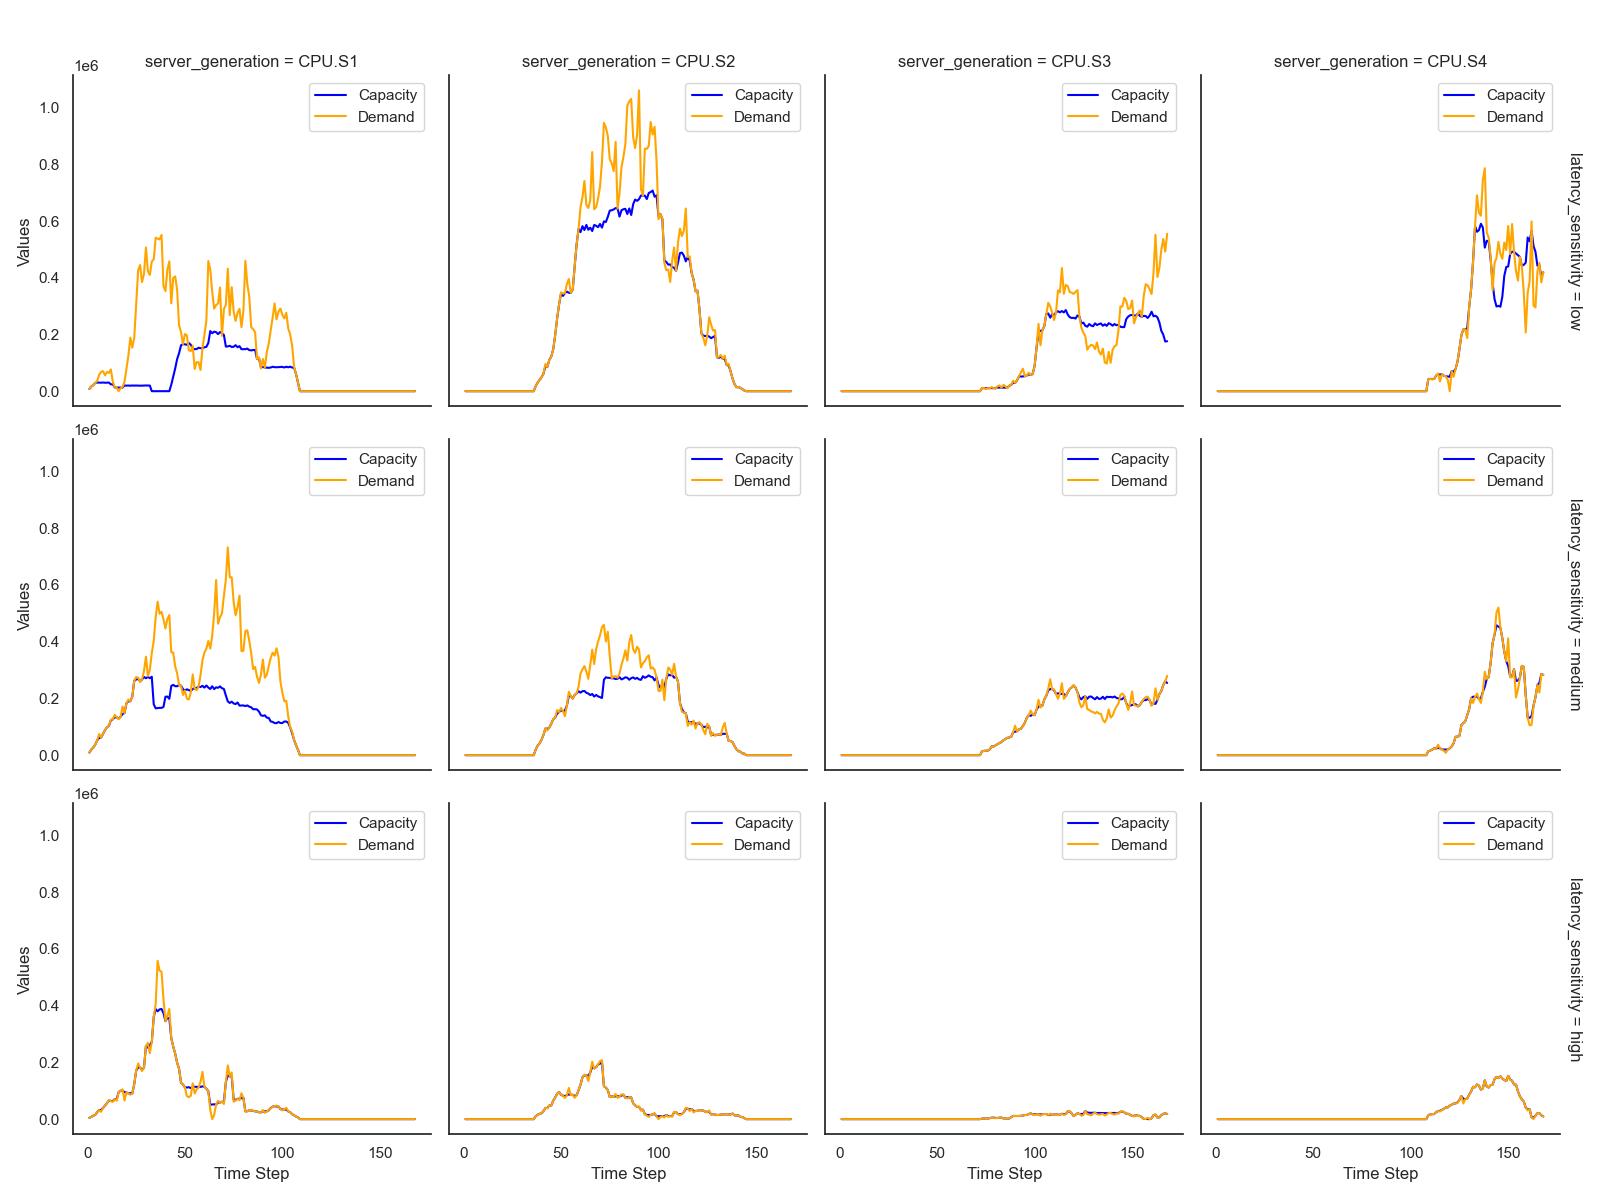 server_generation = CPU.S1
server_generation = CPU.S2
server_generation = CPU.S3
server_generation = CPU.S4
1e6
Capacity
Demand
Capacity
Demand
Capacity
Demand
Capacity
Demand
1.0
0.8
0.6
0.4
0.2
0.0
Values
latency_sensitivity = low
1e6
Capacity
Demand
Capacity
Demand
Capacity
Demand
Capacity
Demand
1.0
0.8
0.6
0.4
0.2
0.0
Values
latency_sensitivity = medium
1e6
Capacity
Demand
Capacity
Demand
Capacity
Demand
Capacity
Demand
1.0
0.8
0.6
0.4
0.2
0.0
Values
latency_sensitivity = high
0 50 100 150
0 50 100 150
0 50 100 150
0 50 100 150
Time Step
Time Step
Time Step
Time Step